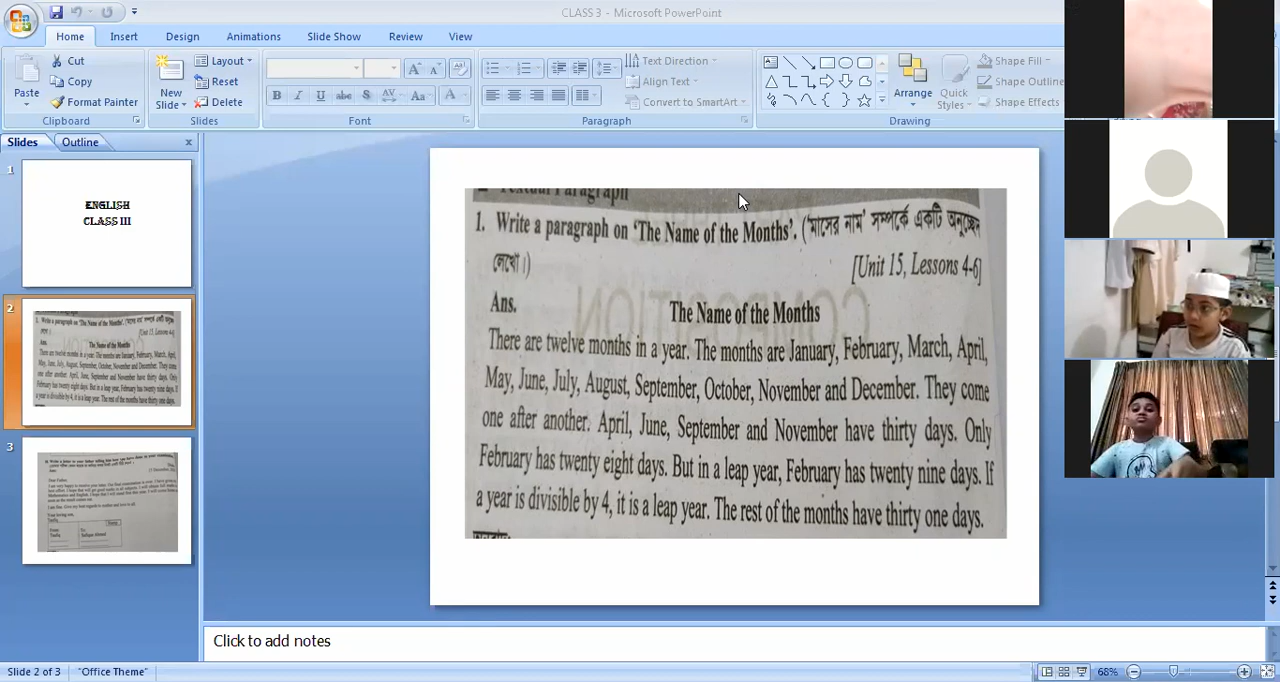 CLASS 3 - Microsoft PowerPoint
Home Insert Design Animations Slide Show Review View
Paste
Cut
Copy
Format Painter
Clipboard
New Slide
Layout
Reset
Delete
Slides
Font
Text Direction
Align Text
Convert to SmartArt
Paragraph
Arrange
Quick Styles
Shape Fill
Shape Outline
Shape Effects
Drawing
Slides Outline
1
ENGLISH
CLASS III
2
3
Textual Paragraph
1. Write a paragraph on 'The Name of the Months'. ('মাসের নাম' সম্পর্কে একটি অনুচ্ছেদ
লেখো।)
[Unit 15, Lessons 4-6]
Ans.
The Name of the Months
There are twelve months in a year. The months are January, February, March, April,
May, June, July, August, September, October, November and December. They come
one after another. April, June, September and November have thirty days. Only
February has twenty eight days. But in a leap year, February has twenty nine days. If
a year is divisible by 4, it is a leap year. The rest of the months have thirty one days.
Click to add notes
Slide 2 of 3
"Office Theme"
68%